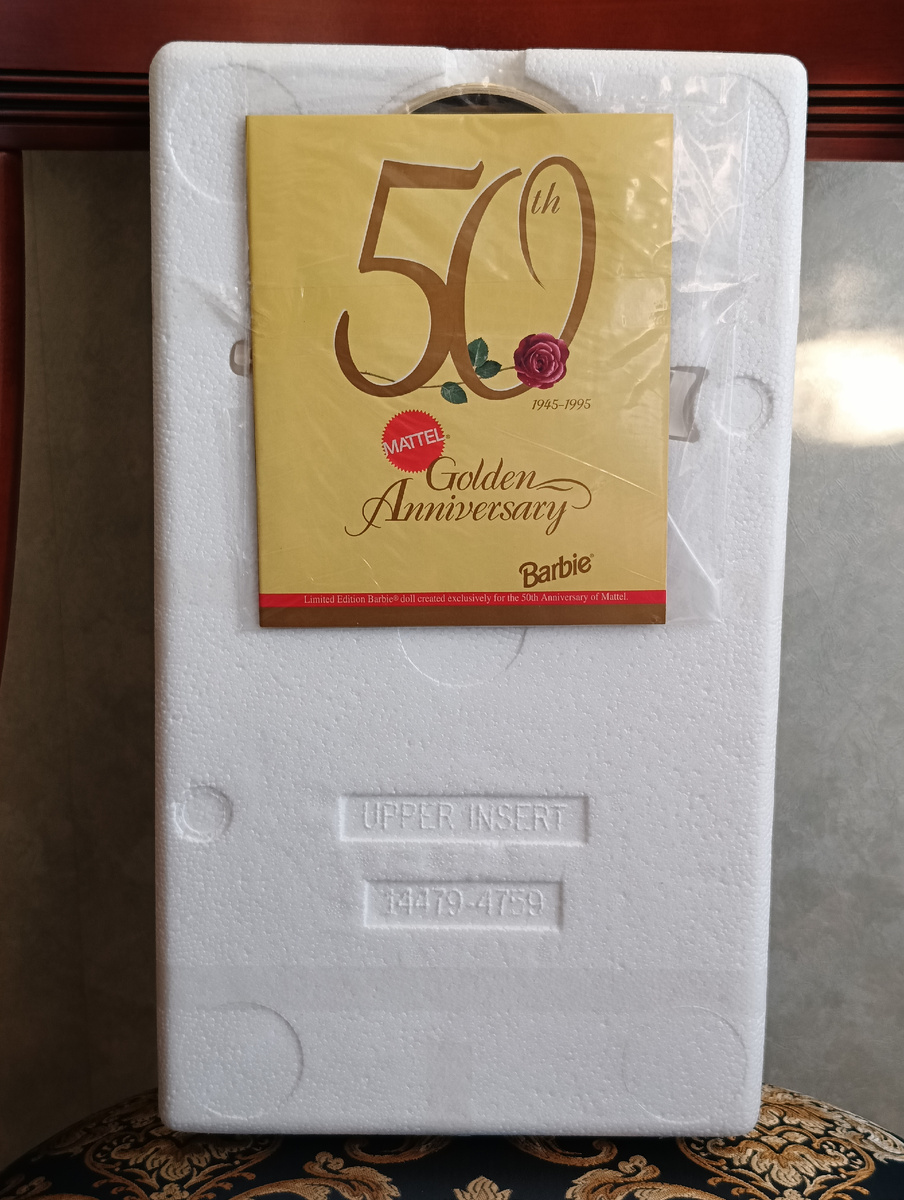 50th
1945-1995
MATTEL®
Golden
Anniversary
Barbie®
Limited Edition Barbie® doll created exclusively for the 50th Anniversary of Mattel.
UPPER INSERT
14479-4759